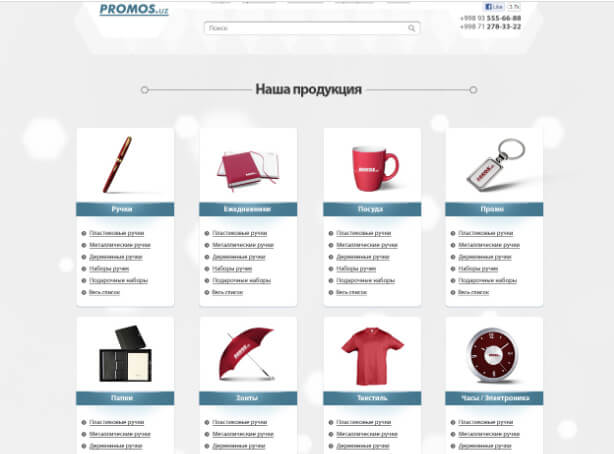 PROMOS.UZ
Like
+998 93 555-66-88
Поиск
+998 71 278-33-22
Наша продукция
Ручки
Ежедневники
Посуда
Промо
Пластиковые ручки
Металлические ручки
Деревянные ручки
Наборы ручек
Подарочные наборы
Весь список
Пластиковые ручки
Металлические ручки
Деревянные ручки
Наборы ручек
Подарочные наборы
Весь список
Пластиковые ручки
Металлические ручки
Деревянные ручки
Наборы ручек
Подарочные наборы
Весь список
Пластиковые ручки
Металлические ручки
Деревянные ручки
Наборы ручек
Подарочные наборы
Весь список
Папки
Зонты
Текстиль
Часы / Электроника
Пластиковые ручки
Металлические ручки
Деревянные ручки
Пластиковые ручки
Металлические ручки
Деревянные ручки
Пластиковые ручки
Металлические ручки
Деревянные ручки
Пластиковые ручки
Металлические ручки
Деревянные ручки